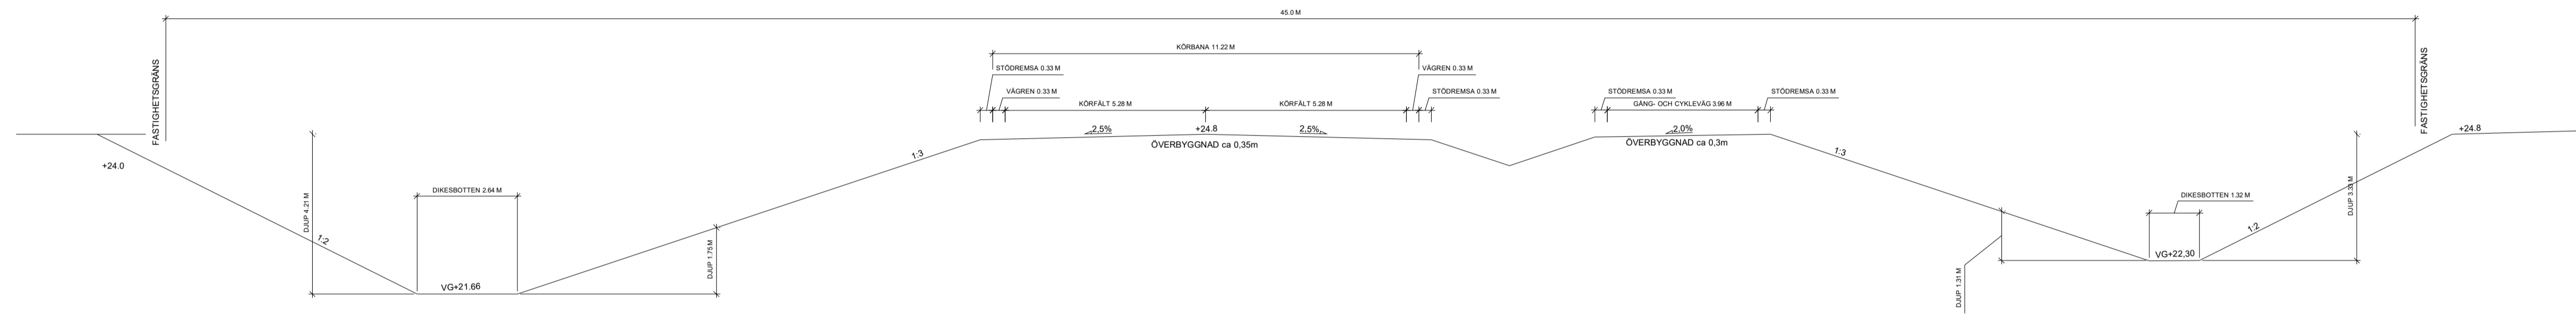 45.0 M
FASTIGHETSGRÄNS
FASTIGHETSGRÄNS
KÖRBANA 11.22 M
STÖDREMSA 0.33 M
VÄGREN 0.33 M
VÄGREN 0.33 M
STÖDREMSA 0.33 M
STÖDREMSA 0.33 M
STÖDREMSA 0.33 M
KÖRFÄLT 5.28 M
KÖRFÄLT 5.28 M
GÅNG- OCH CYKLEVÄG 3.96 M
2,5%
+24.8
2,5%
2,0%
+24.8
ÖVERBYGGNAD ca 0,35m
ÖVERBYGGNAD ca 0,3m
1:3
1:3
+24.0
DIKESBOTTEN 2.64 M
DIKESBOTTEN 1.32 M
DJUP 4.21 M
DJUP 3.33 M
1:2
1:2
DJUP 1.75 M
VG+22,30
VG+21.66
DJUP 1.31 M